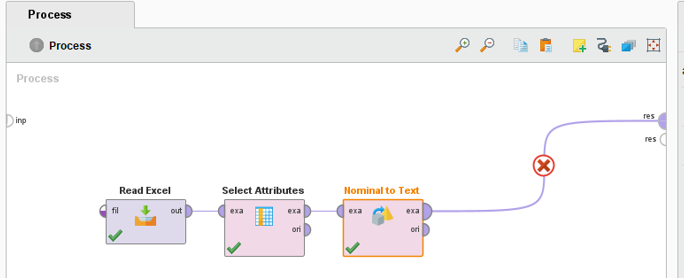 Process
Process
Process
inp
res
res
Read Excel
Select Attributes
Nominal to Text
fil
out
exa
exa
ori
exa
exa
ori